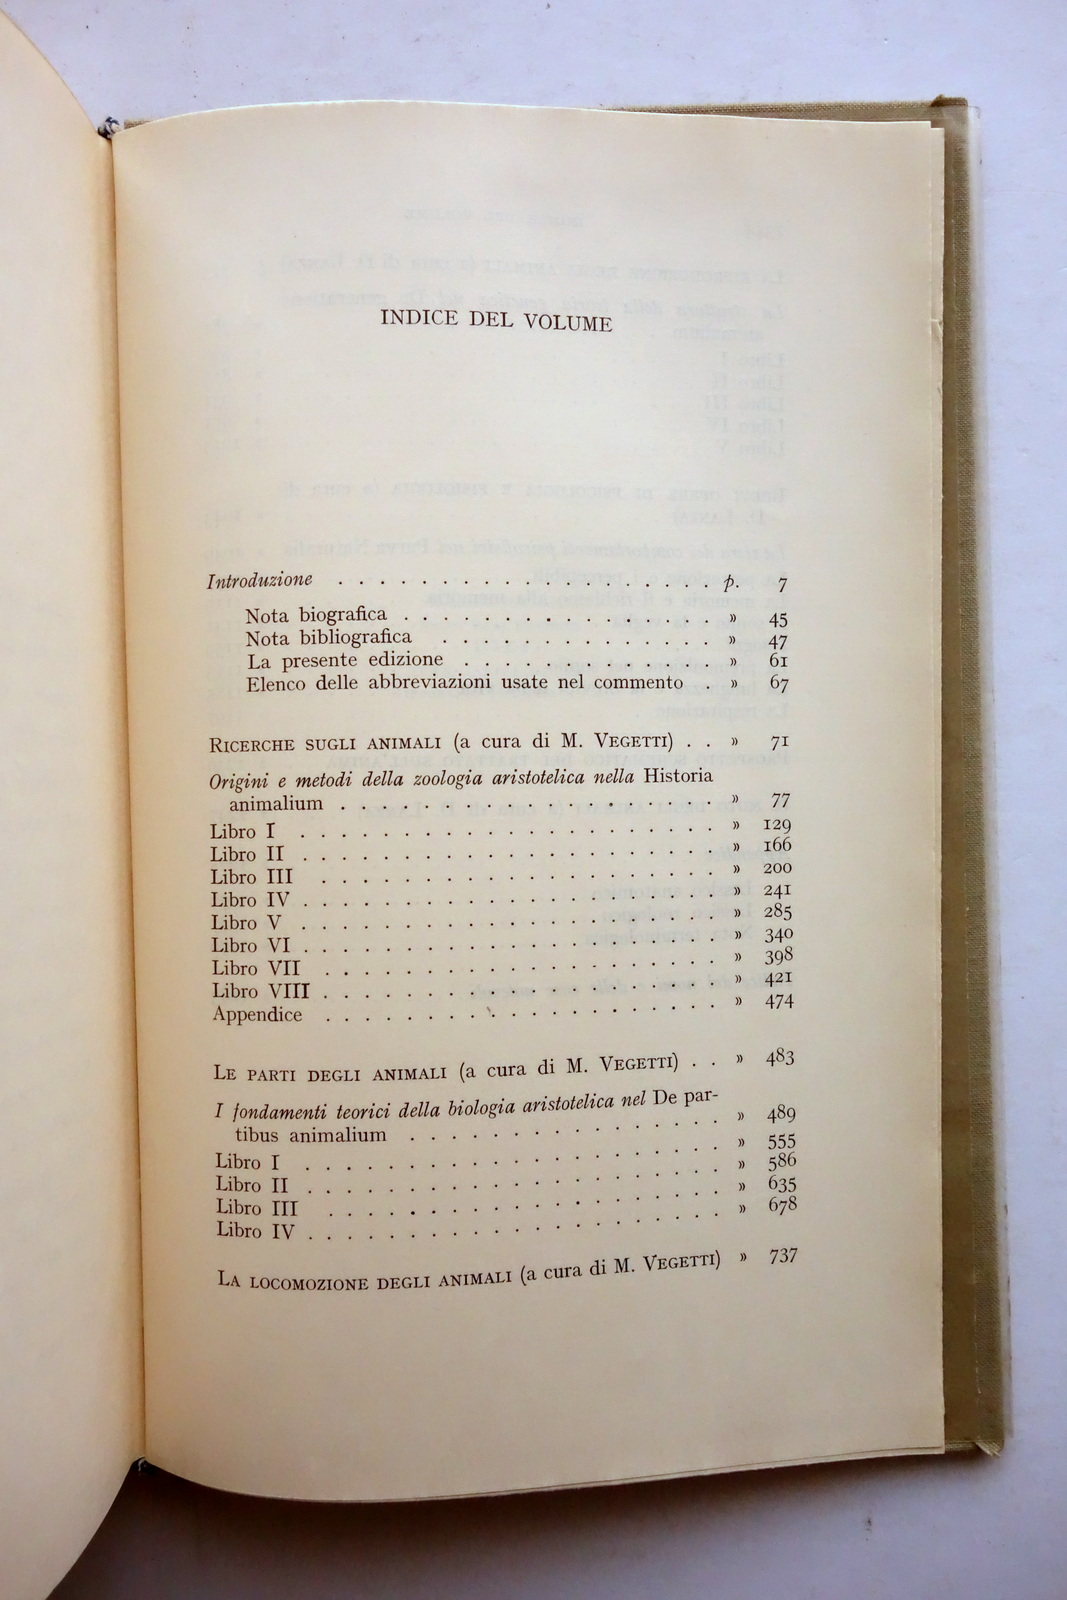 INDICE DEL VOLUME
Introduzione . . . . . . . . . . . . . . . . . . . p. 7
Nota biografica . . . . . . . . . . . . . . . . » 45
Nota bibliografica . . . . . . . . . . . . . . » 47
La presente edizione . . . . . . . . . . . . . » 61
Elenco delle abbreviazioni usate nel commento . » 67
RICERCHE SUGLI ANIMALI (a cura di M. VEGETTI) . . » 71
Origini e metodi della zoologia aristotelica nella Historia
animalium . . . . . . . . . . . . . . . . . . » 77
Libro I . . . . . . . . . . . . . . . . . . . . . » 129
Libro II . . . . . . . . . . . . . . . . . . . . . » 166
Libro III . . . . . . . . . . . . . . . . . . . . » 200
Libro IV . . . . . . . . . . . . . . . . . . . . . » 241
Libro V . . . . . . . . . . . . . . . . . . . . . » 285
Libro VI . . . . . . . . . . . . . . . . . . . . . » 340
Libro VII . . . . . . . . . . . . . . . . . . . . » 398
Libro VIII . . . . . . . . . . . . . . . . . . . . » 421
Appendice . . . . . . . . . . . . . . . . . . . . » 474
LE PARTI DEGLI ANIMALI (a cura di M. VEGETTI) . . » 483
I fondamenti teorici della biologia aristotelica nel De par-
tibus animalium . . . . . . . . . . . . . . . » 489
Libro I . . . . . . . . . . . . . . . . . . . . . » 555
Libro II . . . . . . . . . . . . . . . . . . . . . » 586
Libro III . . . . . . . . . . . . . . . . . . . . » 635
Libro IV . . . . . . . . . . . . . . . . . . . . . » 678
LA LOCOMOZIONE DEGLI ANIMALI (a cura di M. VEGETTI) » 737